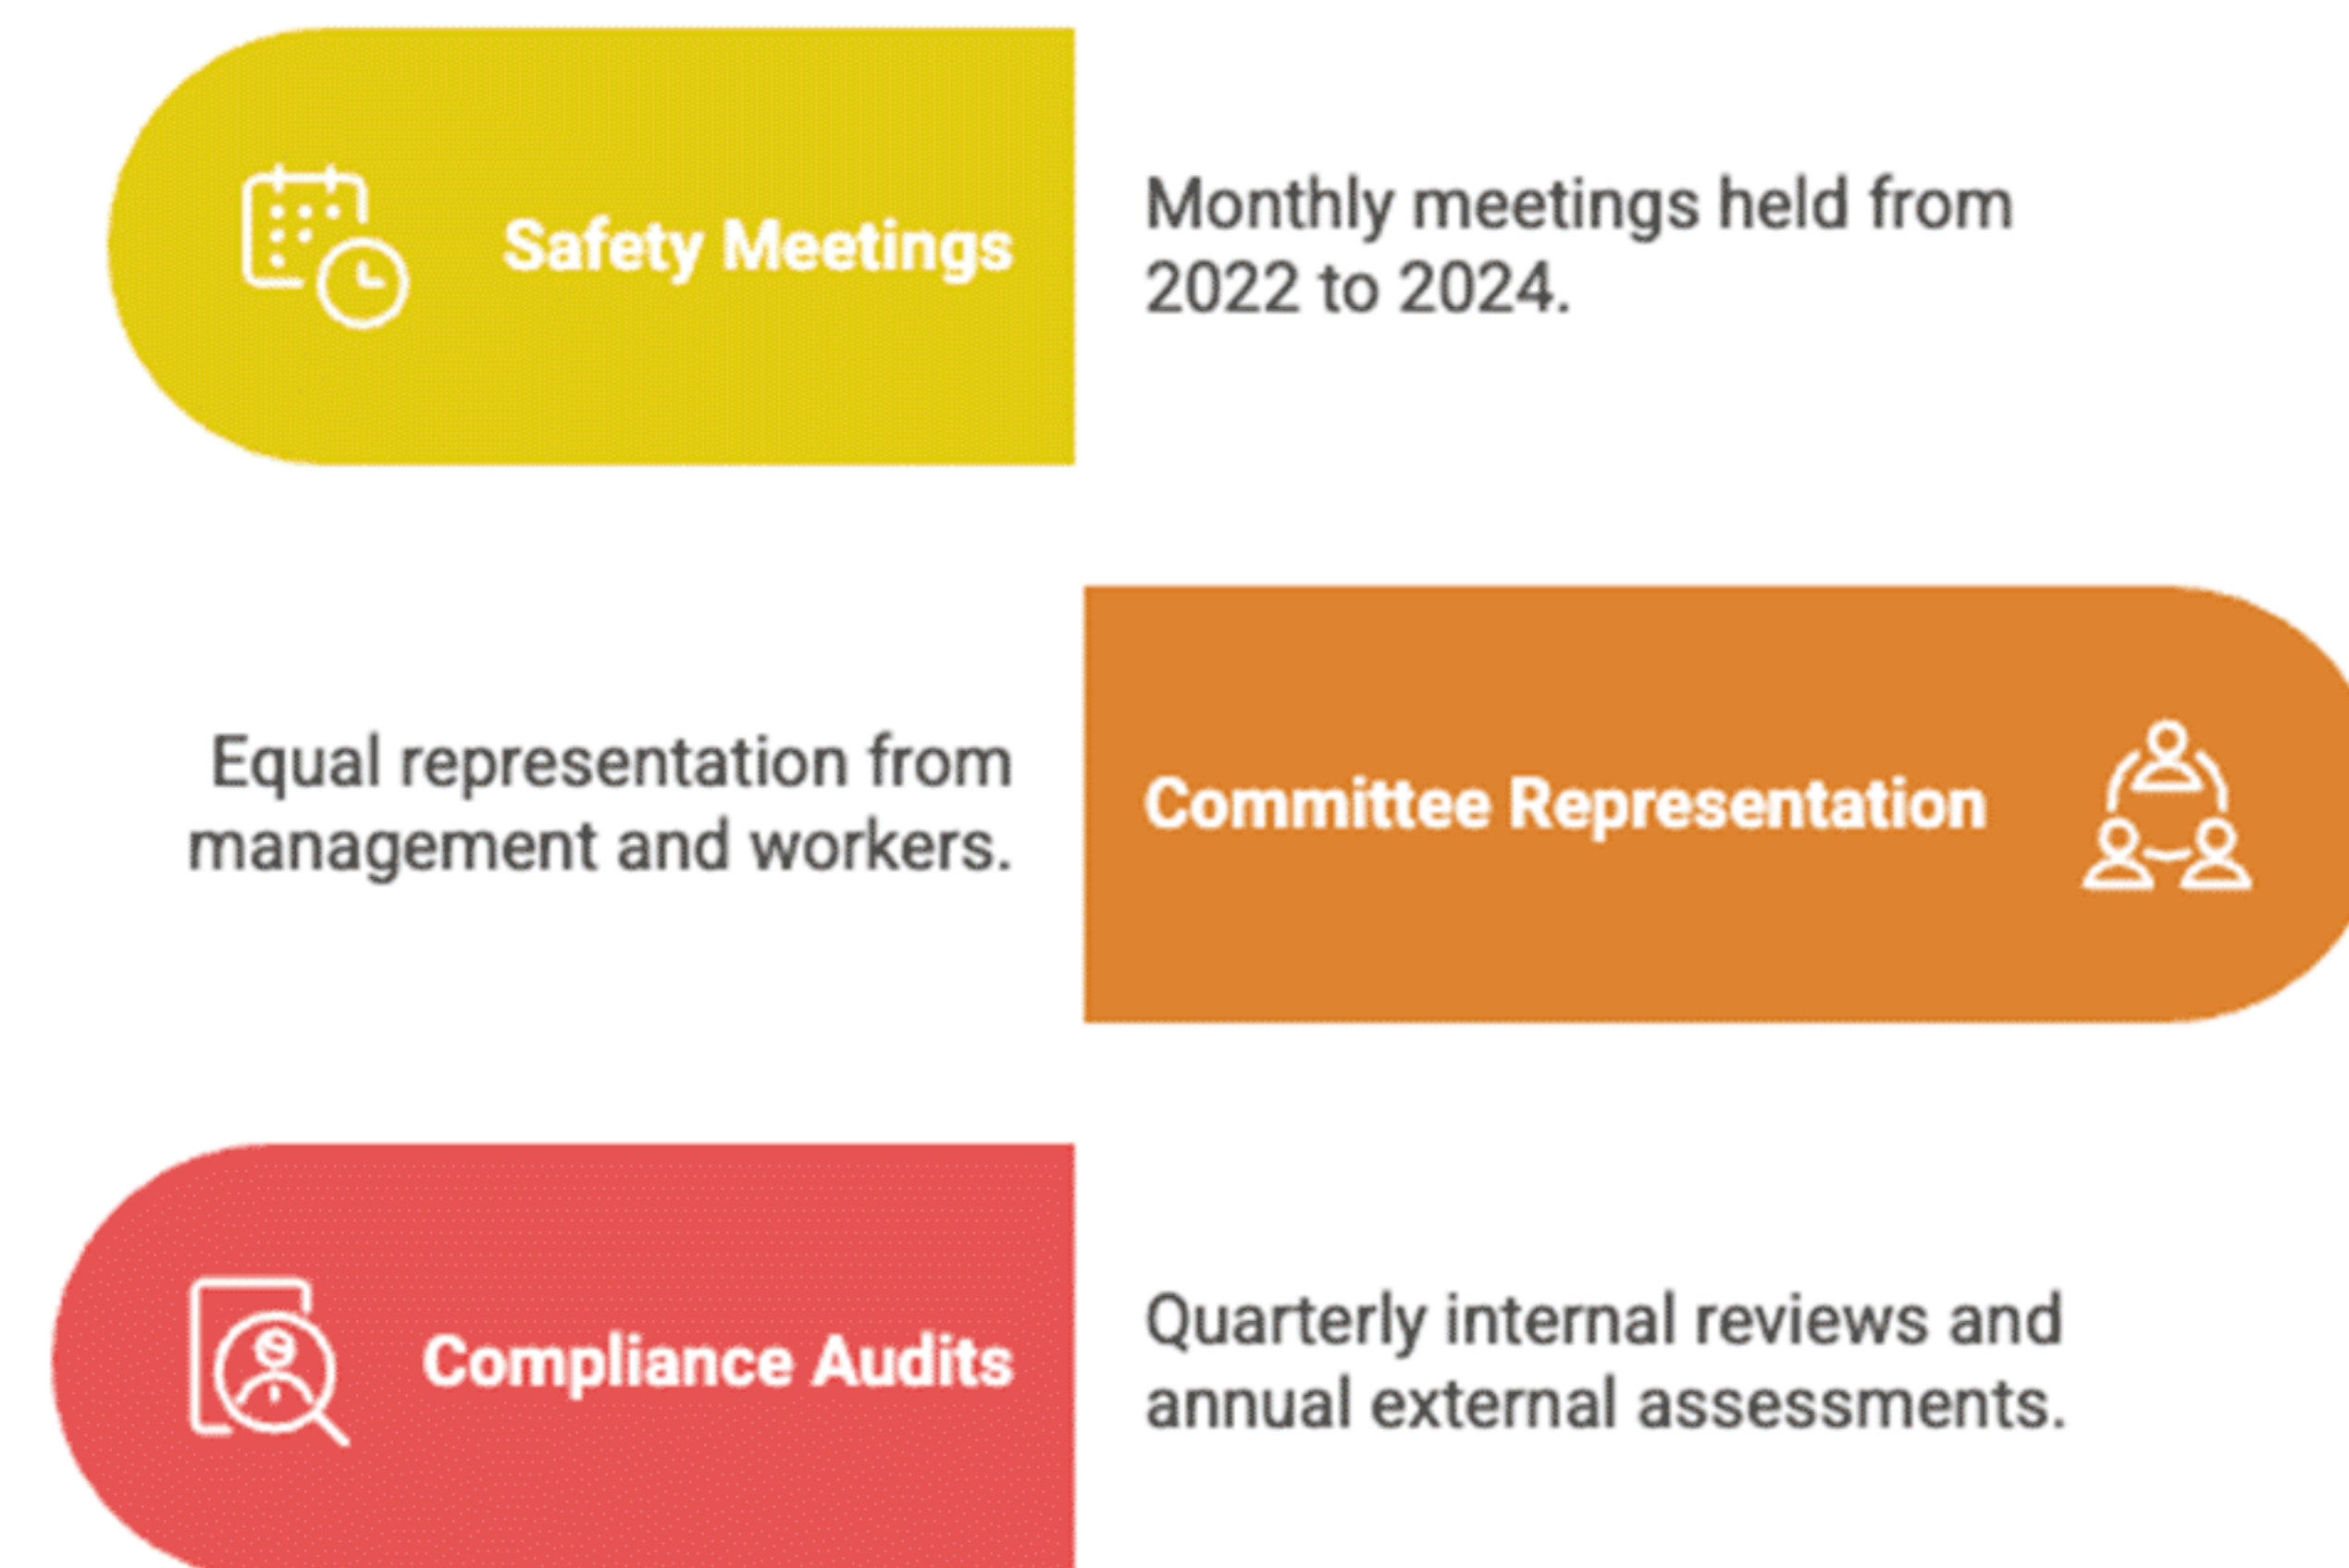 Safety Meetings
Monthly meetings held from
2022 to 2024.
Equal representation from
management and workers.
Committee Representation
Compliance Audits
Quarterly internal reviews and
annual external assessments.